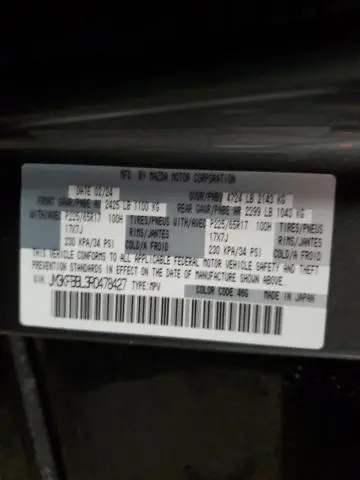 MFG. BY MAZDA MOTOR CORPORATION
DATE 02/24 GVWR/PNBV 4724 LB 2143 KG
FRONT GAWR/PNBE AR 2425 LB 1100 KG REAR GAWR/PNBE AR 2299 LB 1043 KG
WITH/AVEC P225/65R17 100H TIRES/PNEUS WITH/AVEC P225/65R17 100H TIRES/PNEUS
17X7J RIMS/JANTES 17X7J RIMS/JANTES
230 KPA/34 PSI COLD/A FROID 230 KPA/34 PSI COLD/A FROID
THIS VEHICLE CONFORMS TO ALL APPLICABLE FEDERAL MOTOR VEHICLE SAFETY AND
THEFT PREVENTION STANDARDS IN EFFECT ON THE DATE OF MANUFACTURE SHOWN ABOVE.
JM3KFBBL3R0478427 TYPE:MPV COLOR CODE:46G MADE IN JAPAN